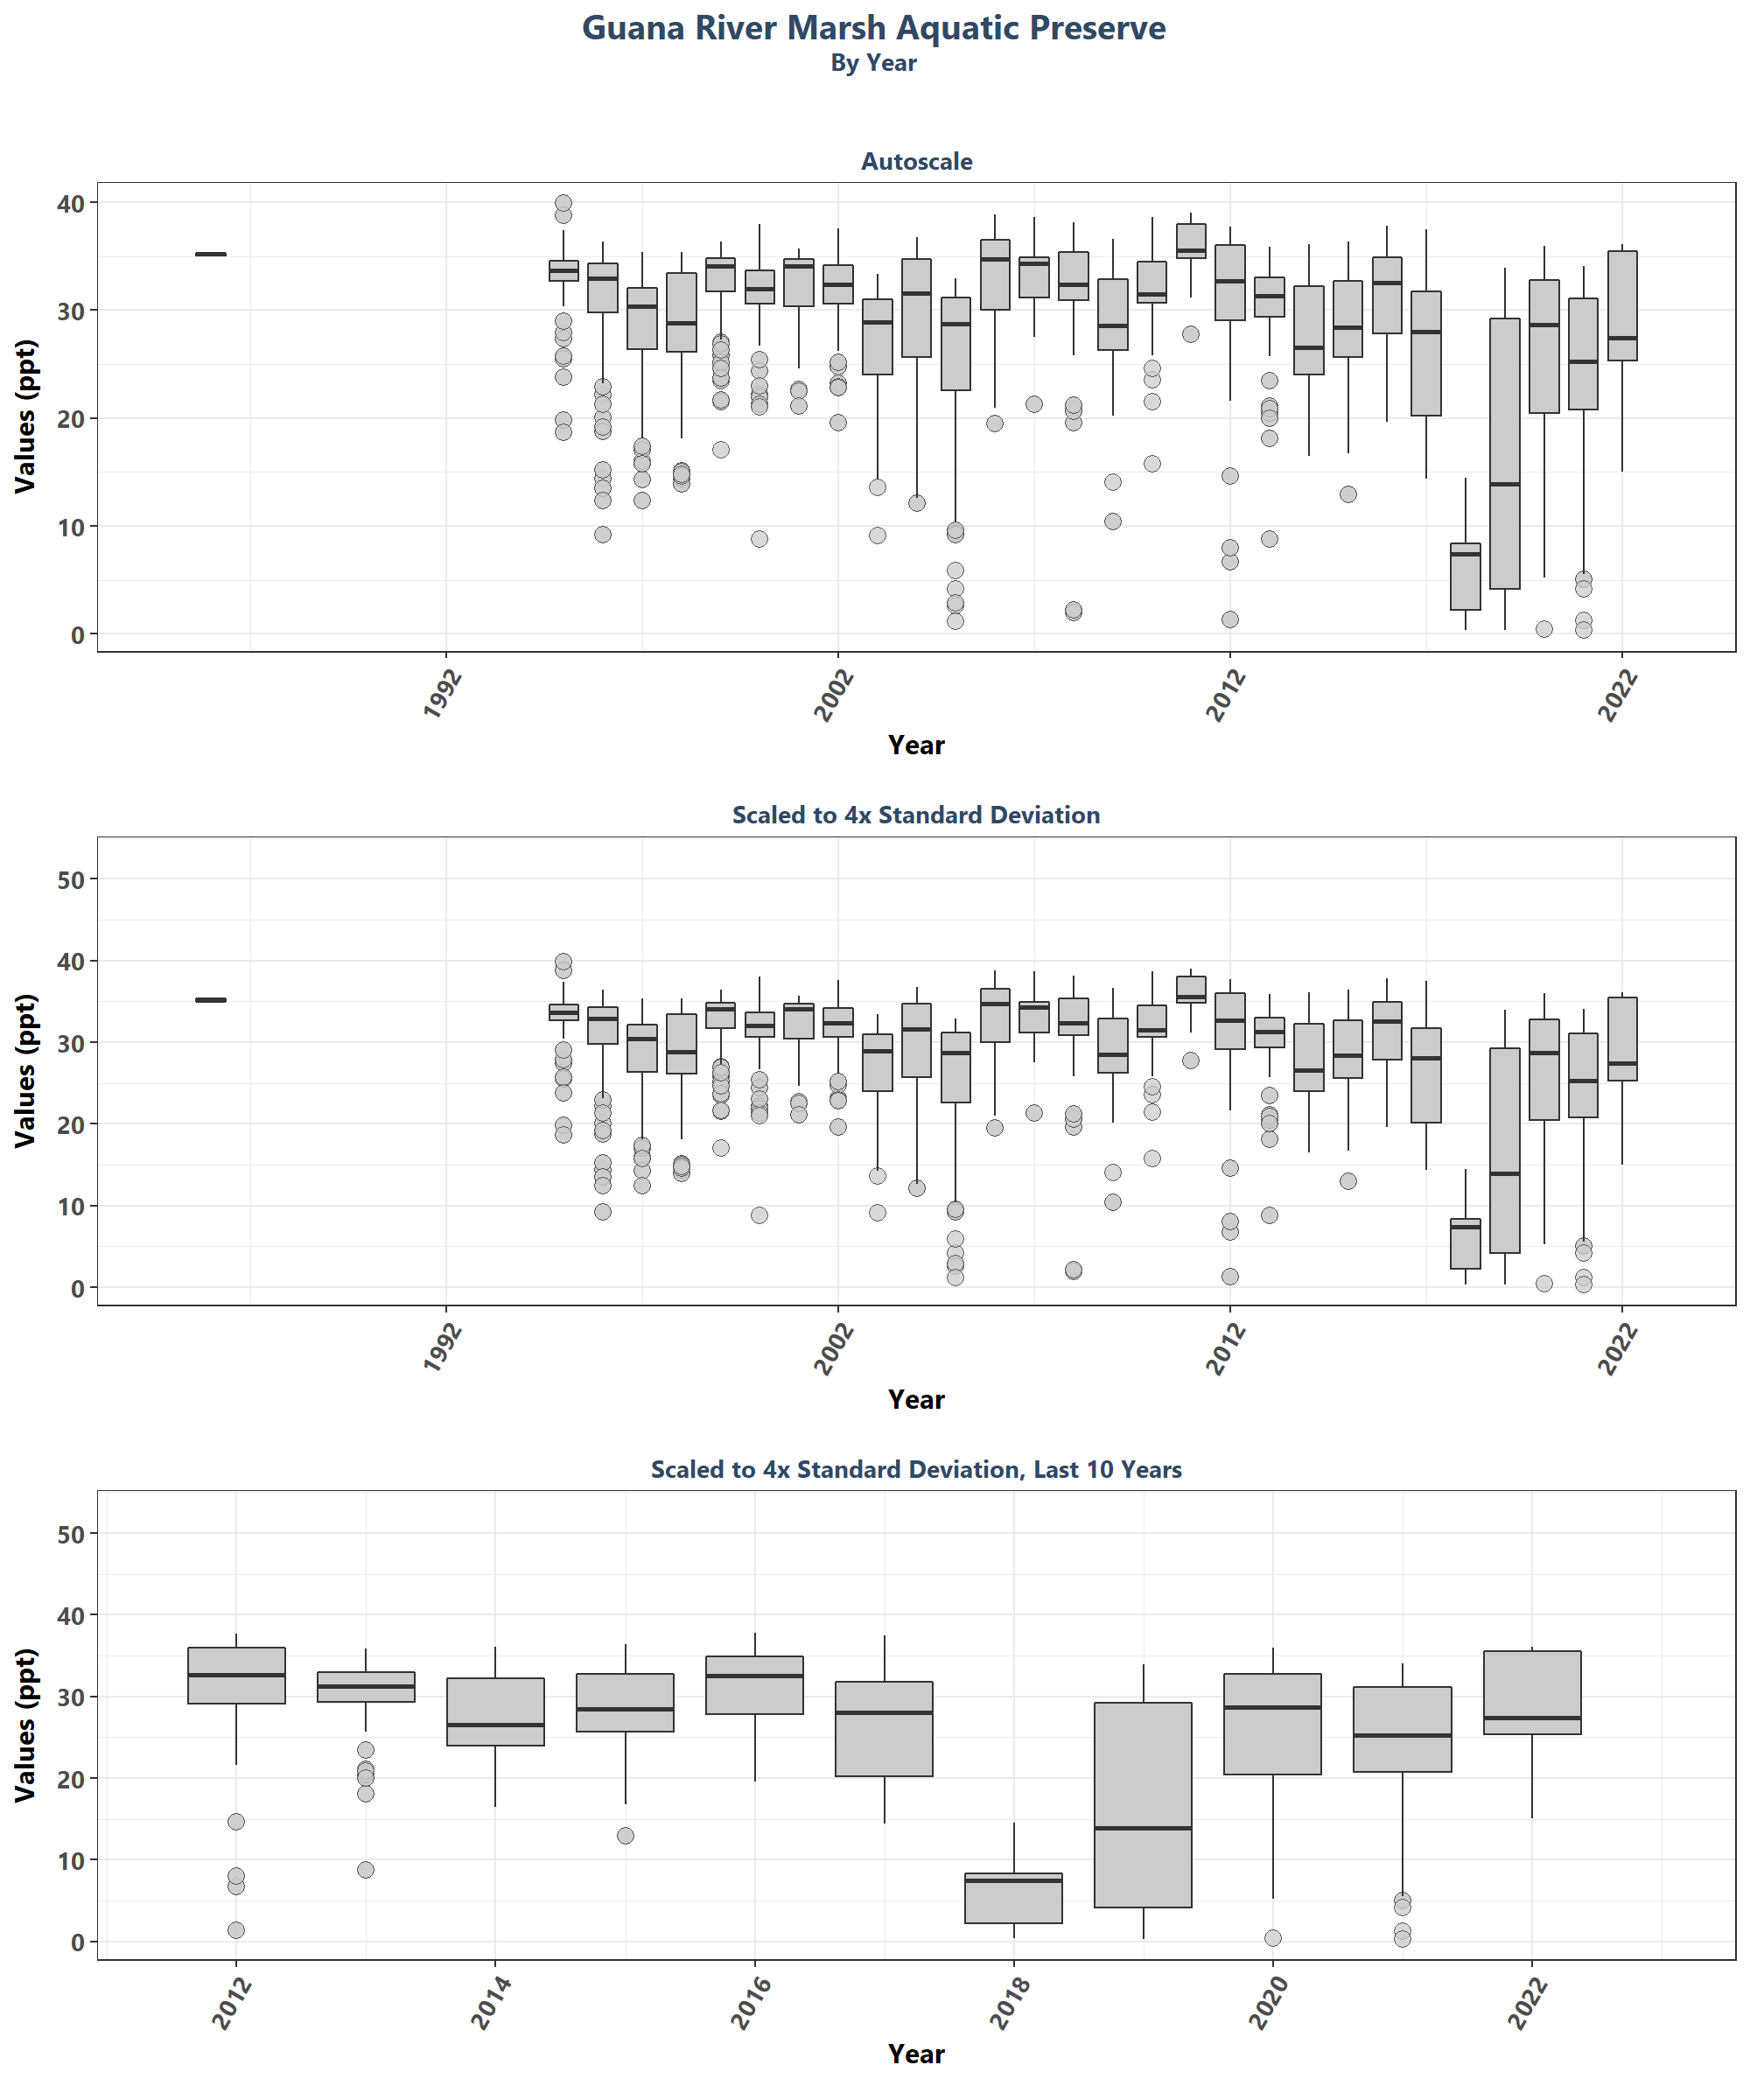 Guana River Marsh Aquatic Preserve
By Year
Autoscale
Values (ppt)
40
30
20
10
0
1992
2002
2012
2022
Year
Scaled to 4x Standard Deviation
Values (ppt)
50
40
30
20
10
0
1992
2002
2012
2022
Year
Scaled to 4x Standard Deviation, Last 10 Years
Values (ppt)
50
40
30
20
10
0
2012
2014
2016
2018
2020
2022
Year